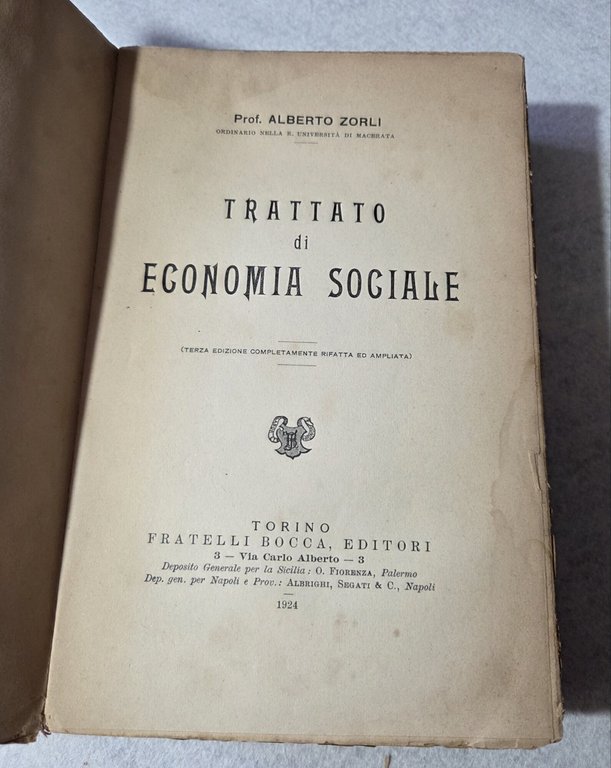 Prof. ALBERTO ZORLI
ORDINARIO NELLA R. UNIVERSITÀ DI MACERATA
TRATTATO
di
ECONOMIA SOCIALE
(TERZA EDIZIONE COMPLETAMENTE RIFATTA ED AMPLIATA)
TORINO
FRATELLI BOCCA, EDITORI
3 — Via Carlo Alberto — 3
Deposito Generale per la Sicilia: O. FIORENZA, Palermo
Dep. gen. per Napoli e Prov.: ALBRIGHI, SEGATI & C., Napoli
1924